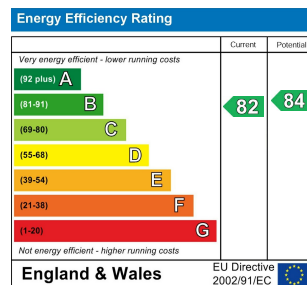 Energy Efficiency Rating
Current Potential
Very energy efficient - lower running costs
(92 plus) A
(81-91) B
82 84
(69-80) C
(55-68) D
(39-54) E
(21-38) F
(1-20) G
Not energy efficient - higher running costs
England & Wales
EU Directive
2002/91/EC